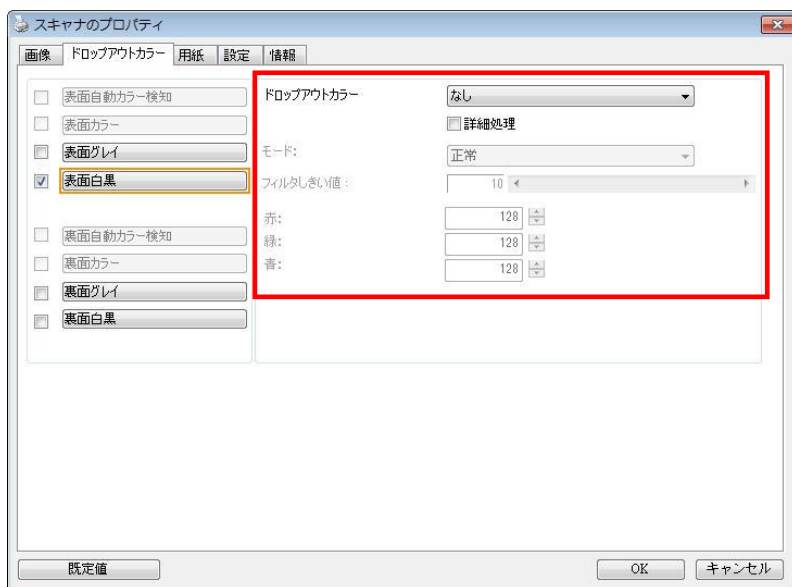 スキャナのプロパティ
画像 ドロップアウトカラー 用紙 設定 情報
表面自動カラー検知
表面カラー
表面グレイ
表面白黒
裏面自動カラー検知
裏面カラー
裏面グレイ
裏面白黒
ドロップアウトカラー なし
詳細処理
モード: 正常
フィルタしきい値: 10
赤: 128
緑: 128
青: 128
既定値 OK キャンセル